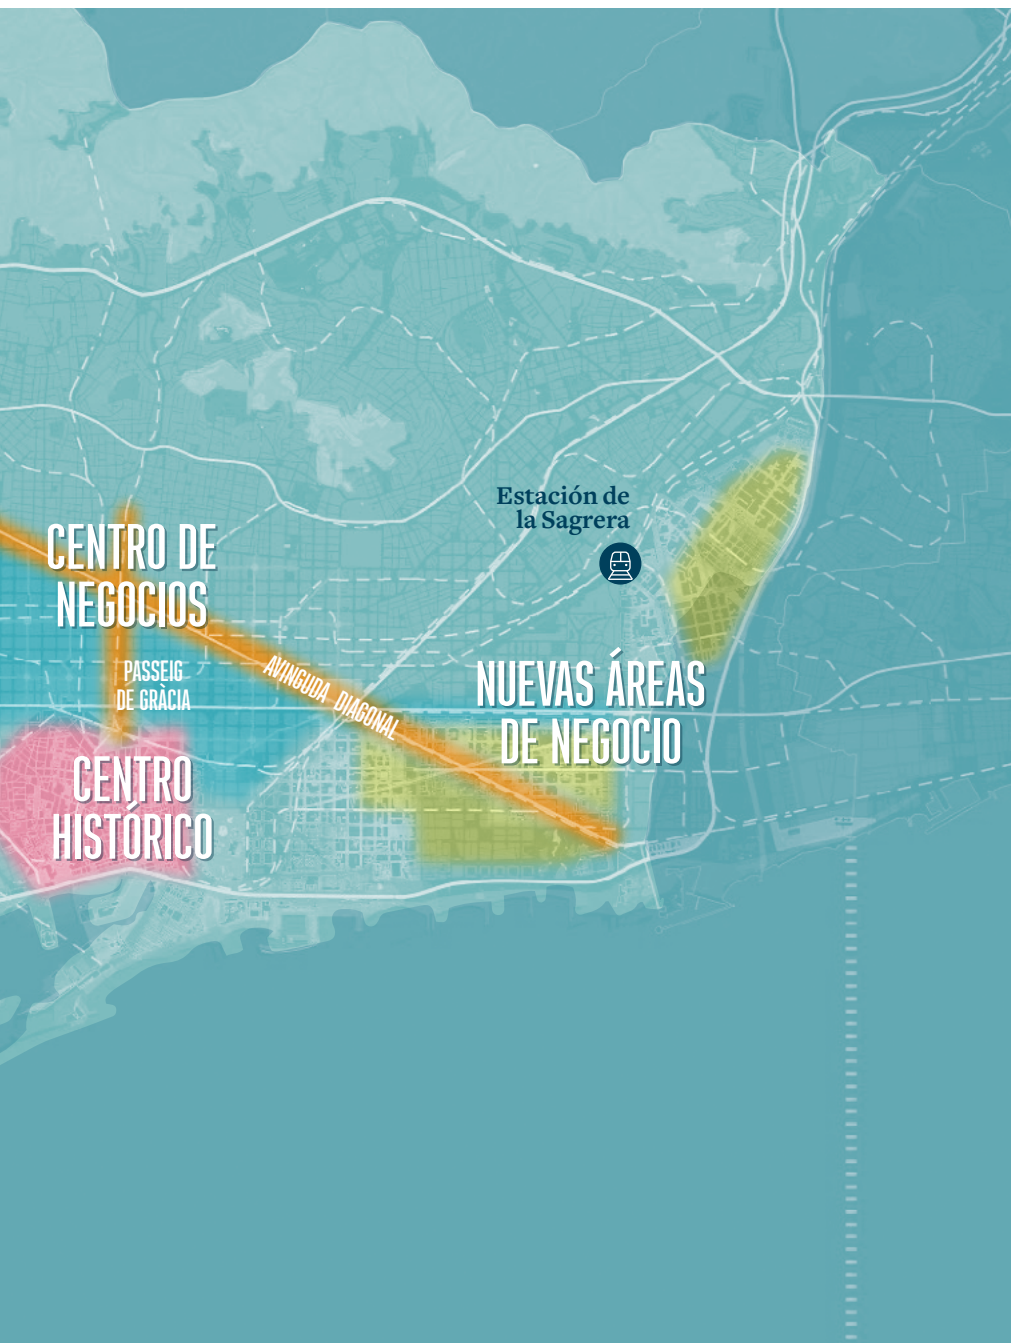 Estación de
la Sagrera
CENTRO DE
NEGOCIOS
PASSEIG
DE GRÀCIA
AVINGUDA DIAGONAL
NUEVAS ÁREAS
DE NEGOCIO
CENTRO
HISTÓRICO